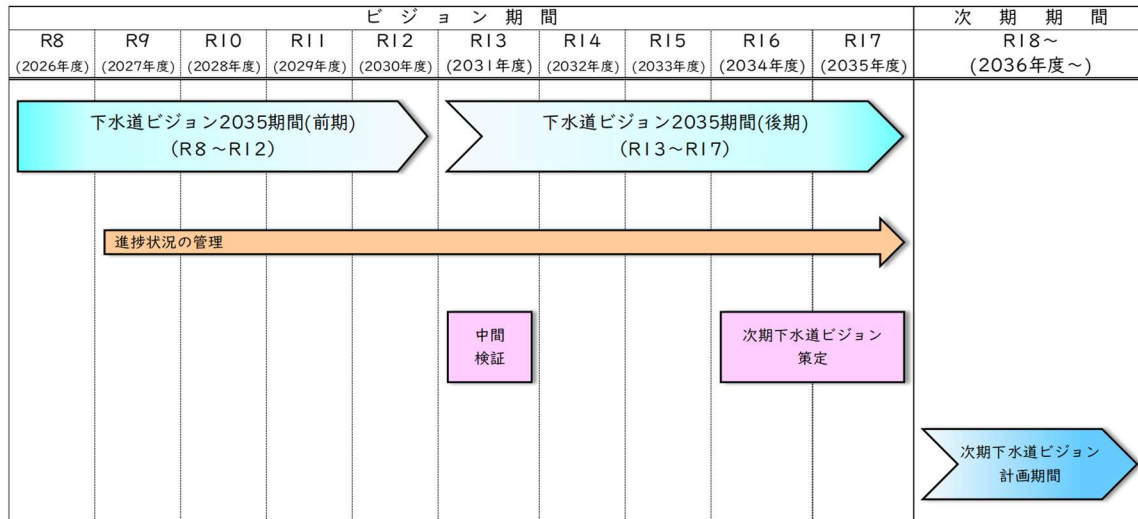 ビジョン期間
次期期間
R8
R9
R10
R11
R12
R13
R14
R15
R16
R17
R18～
(2026年度)
(2027年度)
(2028年度)
(2029年度)
(2030年度)
(2031年度)
(2032年度)
(2033年度)
(2034年度)
(2035年度)
(2036年度～)
下水道ビジョン2035期間(前期)
(R8～R12)
下水道ビジョン2035期間(後期)
(R13～R17)
進捗状況の管理
中間
検証
次期下水道ビジョン
策定
次期下水道ビジョン
計画期間